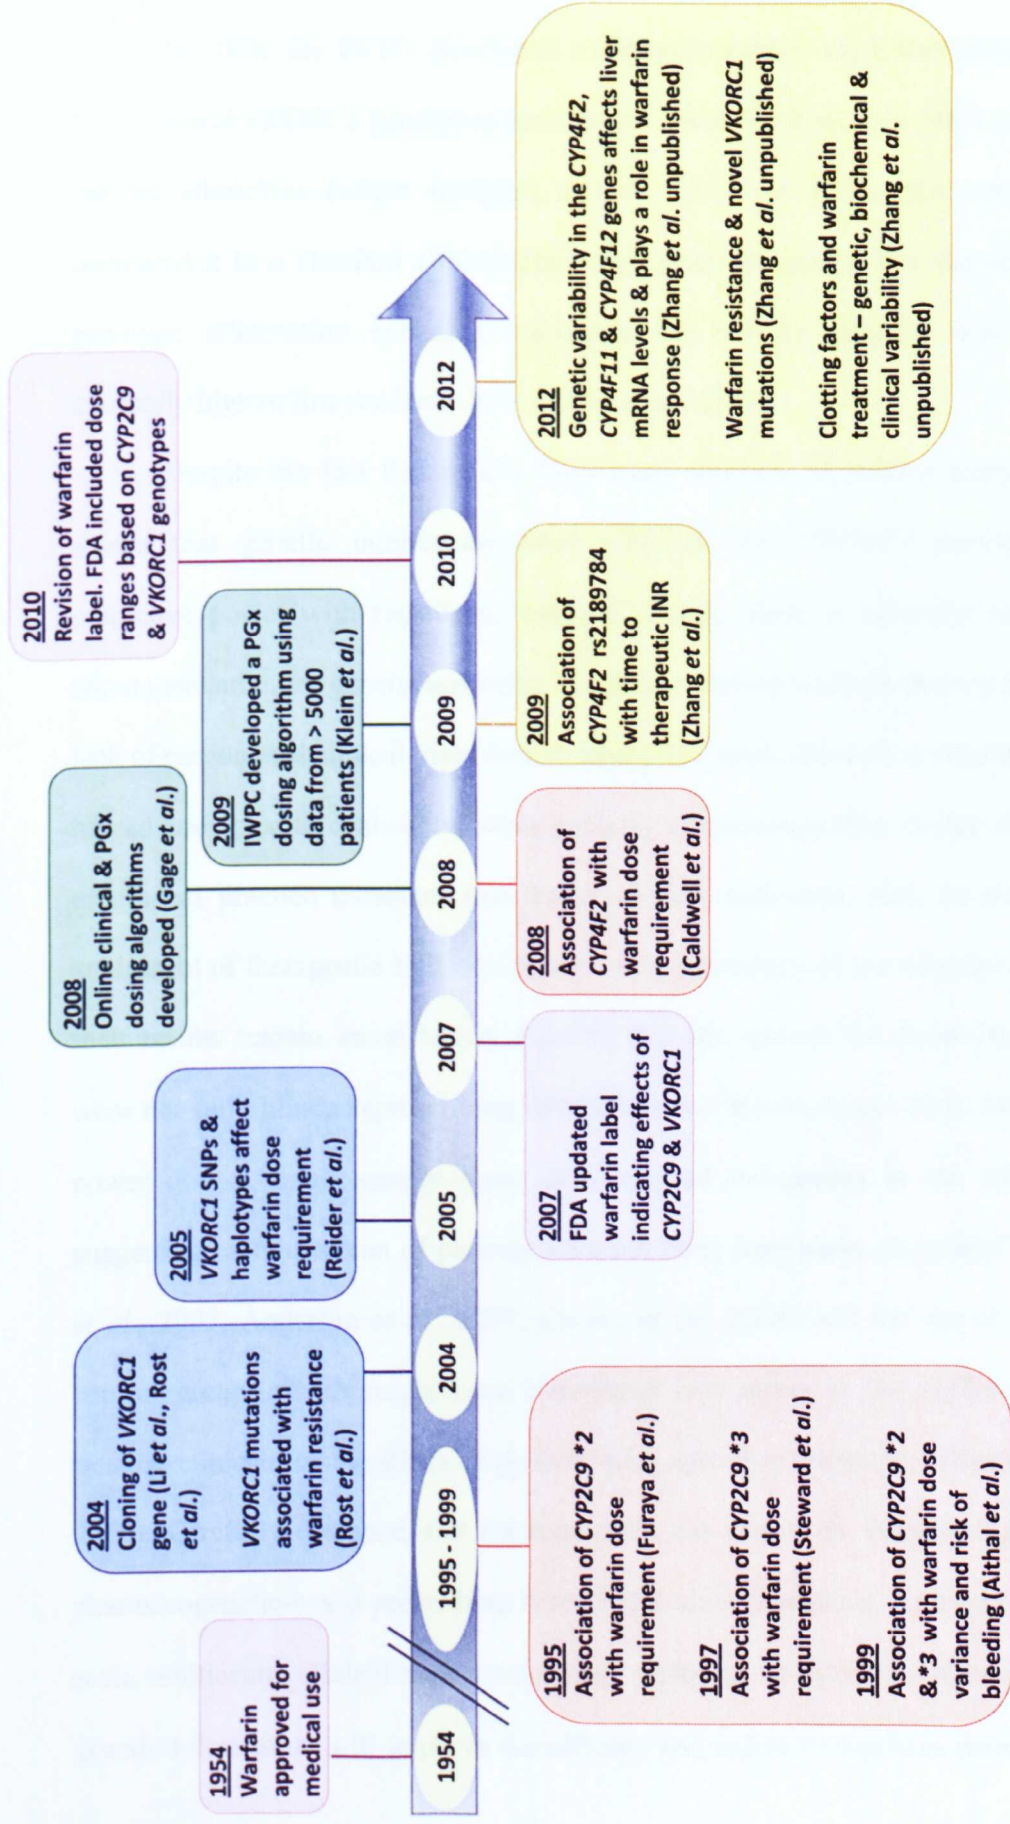 1954
Warfarin
approved for
medical use
2004
Cloning of VKORC1
gene (Li et al., Rost
et al.)
VKORC1 mutations
associated with
warfarin resistance
(Rost et al.)
2005
VKORC1 SNPs &
haplotypes affect
warfarin dose
requirement
(Reider et al.)
2008
Online clinical & PGx
dosing algorithms
developed (Gage et al.)
2009
IWPC developed a PGx
dosing algorithm using
data from > 5000
patients (Klein et al.)
2010
Revision of warfarin
label. FDA included dose
ranges based on CYP2C9
& VKORC1 genotypes
1954
1995 - 1999
2004
2005
2007
2008
2009
2010
2012
1995
Association of CYP2C9 *2
with warfarin dose
requirement (Furaya et al.)
1997
Association of CYP2C9 *3
with warfarin dose
requirement (Steward et al.)
1999
Association of CYP2C9 *2
& *3 with warfarin dose
variance and risk of
bleeding (Aithal et al.)
2007
FDA updated
warfarin label
indicating effects of
CYP2C9 & VKORC1
2008
Association of
CYP4F2 with
warfarin dose
requirement
(Caldwell et al.)
2009
Association of
CYP4F2 rs2189784
with time to
therapeutic INR
(Zhang et al.)
2012
Genetic variability in the CYP4F2,
CYP4F11 & CYP4F12 genes affects liver
mRNA levels & plays a role in warfarin
response (Zhang et al. unpublished)
Warfarin resistance & novel VKORC1
mutations (Zhang et al. unpublished)
Clotting factors and warfarin
treatment – genetic, biochemical &
clinical variability (Zhang et al.
unpublished)